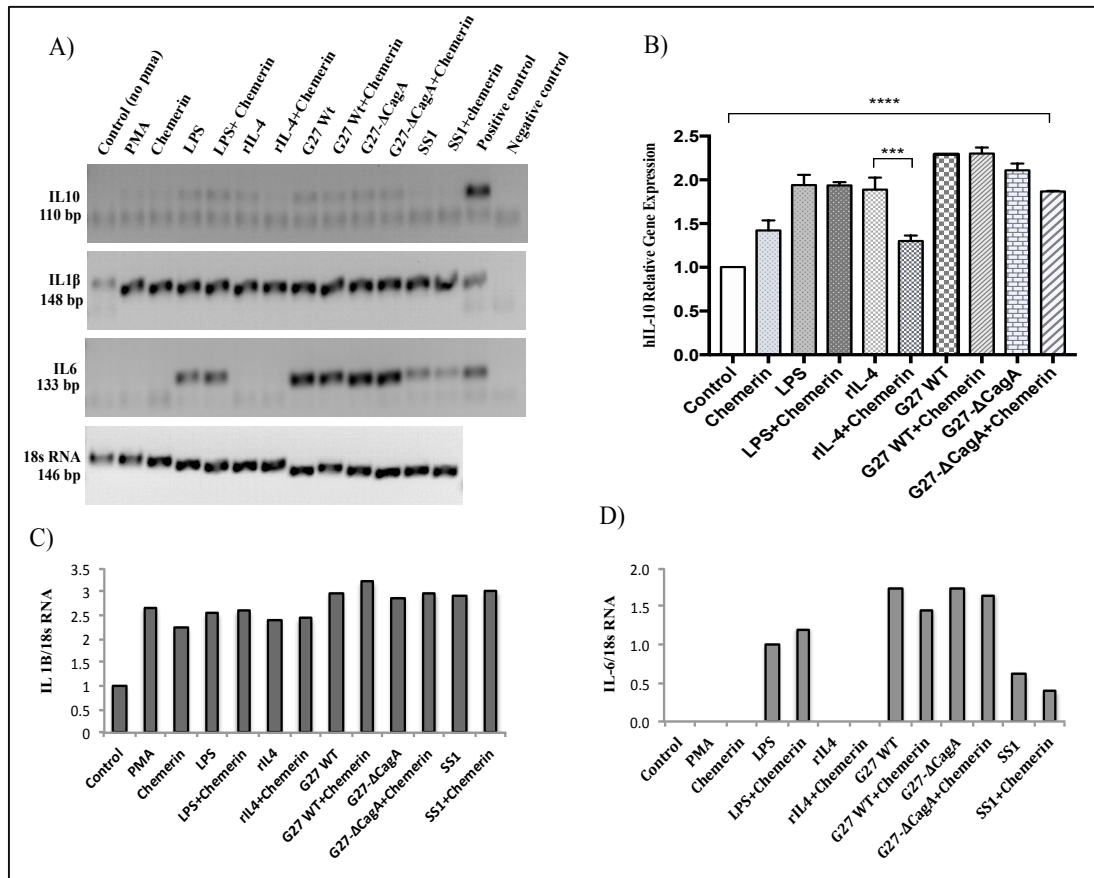 A)
Control (no pma)
PMA
Chemerin
LPS
LPS+ Chemerin
rIL-4
rIL-4+Chemerin
G27 Wt
G27 Wt+Chemerin
G27-ΔCagA
G27-ΔCagA+Chemerin
SS1
SS1+chemerin
Positive control
Negative control
IL10
110 bp
IL1β
148 bp
IL6
133 bp
18s RNA
146 bp
B)
hIL-10 Relative Gene Expression
2.5
2.0
1.5
1.0
0.5
0.0
****
***
Control
Chemerin
LPS
LPS+Chemerin
rIL-4
rIL-4+Chemerin
G27 WT
G27 WT+Chemerin
G27-ΔCagA
G27-ΔCagA+Chemerin
C)
IL 1B/18s RNA
3.5
3
2.5
2
1.5
1
0.5
0
Control
PMA
Chemerin
LPS
LPS+Chemerin
rIL4
rIL4+Chemerin
G27 WT
G27 WT+Chemerin
G27-ΔCagA
G27-ΔCagA+Chemerin
SS1
SS1+Chemerin
D)
IL-6/18s RNA
2.0
1.5
1.0
0.5
0.0
Control
PMA
Chemerin
LPS
LPS+Chemerin
rIL4
rIL4+Chemerin
G27 WT
G27 WT+Chemerin
G27-ΔCagA
G27-ΔCagA+Chemerin
SS1
SS1+Chemerin